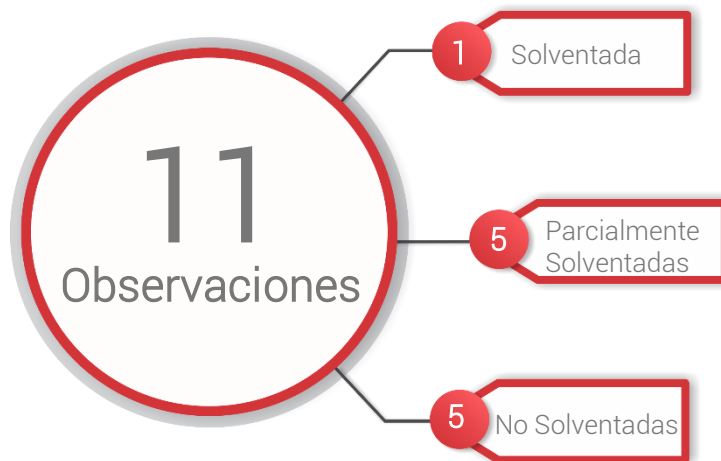 11
Observaciones
1
Solventada
5
Parcialmente
Solventadas
5
No Solventadas